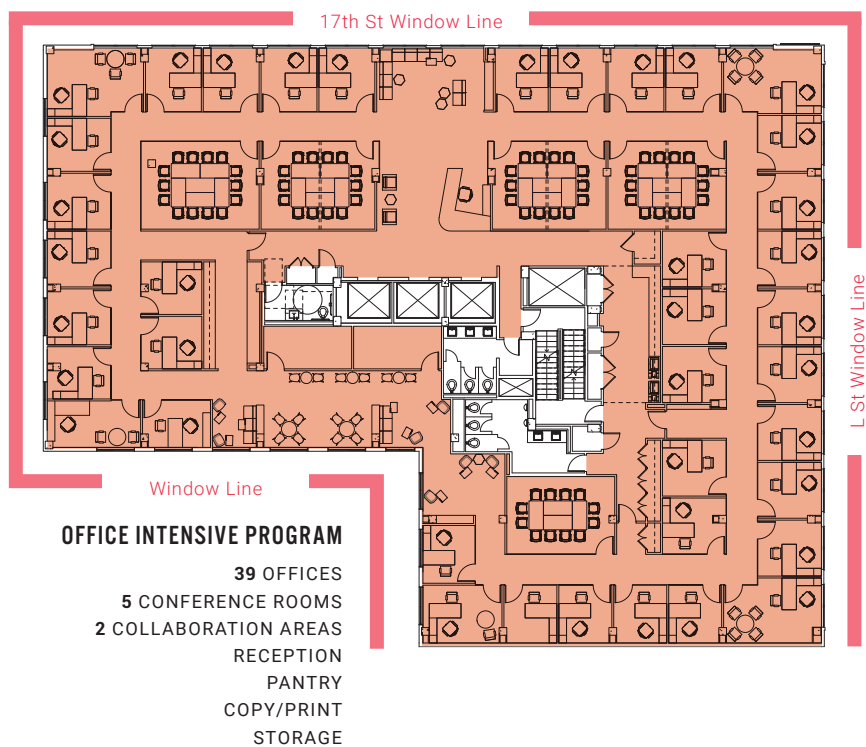 17th St Window Line
L St Window Line
Window Line
OFFICE INTENSIVE PROGRAM
39 OFFICES
5 CONFERENCE ROOMS
2 COLLABORATION AREAS
RECEPTION
PANTRY
COPY/PRINT
STORAGE